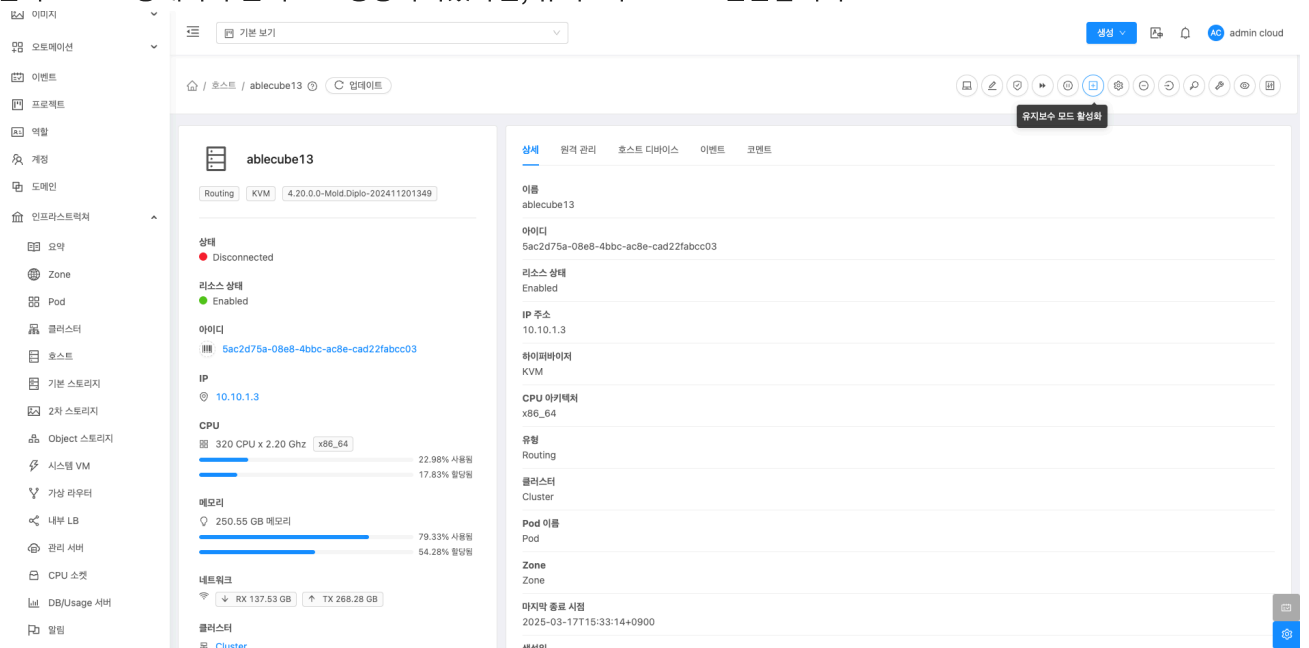 이미지
오토메이션
이벤트
프로젝트
역할
계정
도메인
인프라스트럭쳐
요약
Zone
Pod
클러스터
호스트
기본 스토리지
2차 스토리지
Object 스토리지
시스템 VM
가상 라우터
내부 LB
관리 서버
CPU 소켓
DB/Usage 서버
알림
기본 보기
생성
AC admin cloud
/ 호스트 / ablecube13 업데이트
유지보수 모드 활성화
ablecube13
Routing KVM 4.20.0.0-Mold.Diplo-202411201349
상태
Disconnected
리소스 상태
Enabled
아이디
5ac2d75a-08e8-4bbc-ac8e-cad22fabcc03
IP
10.10.1.3
CPU
320 CPU x 2.20 Ghz x86_64
22.98% 사용됨
17.83% 할당됨
메모리
250.55 GB 메모리
79.33% 사용됨
54.28% 할당됨
네트워크
RX 137.53 GB TX 268.28 GB
클러스터
Cluster
상세 원격 관리 호스트 디바이스 이벤트 코멘트
이름
ablecube13
아이디
5ac2d75a-08e8-4bbc-ac8e-cad22fabcc03
리소스 상태
Enabled
IP 주소
10.10.1.3
하이퍼바이저
KVM
CPU 아키텍처
x86_64
유형
Routing
클러스터
Cluster
Pod 이름
Pod
Zone
Zone
마지막 종료 시점
2025-03-17T15:33:14+0900